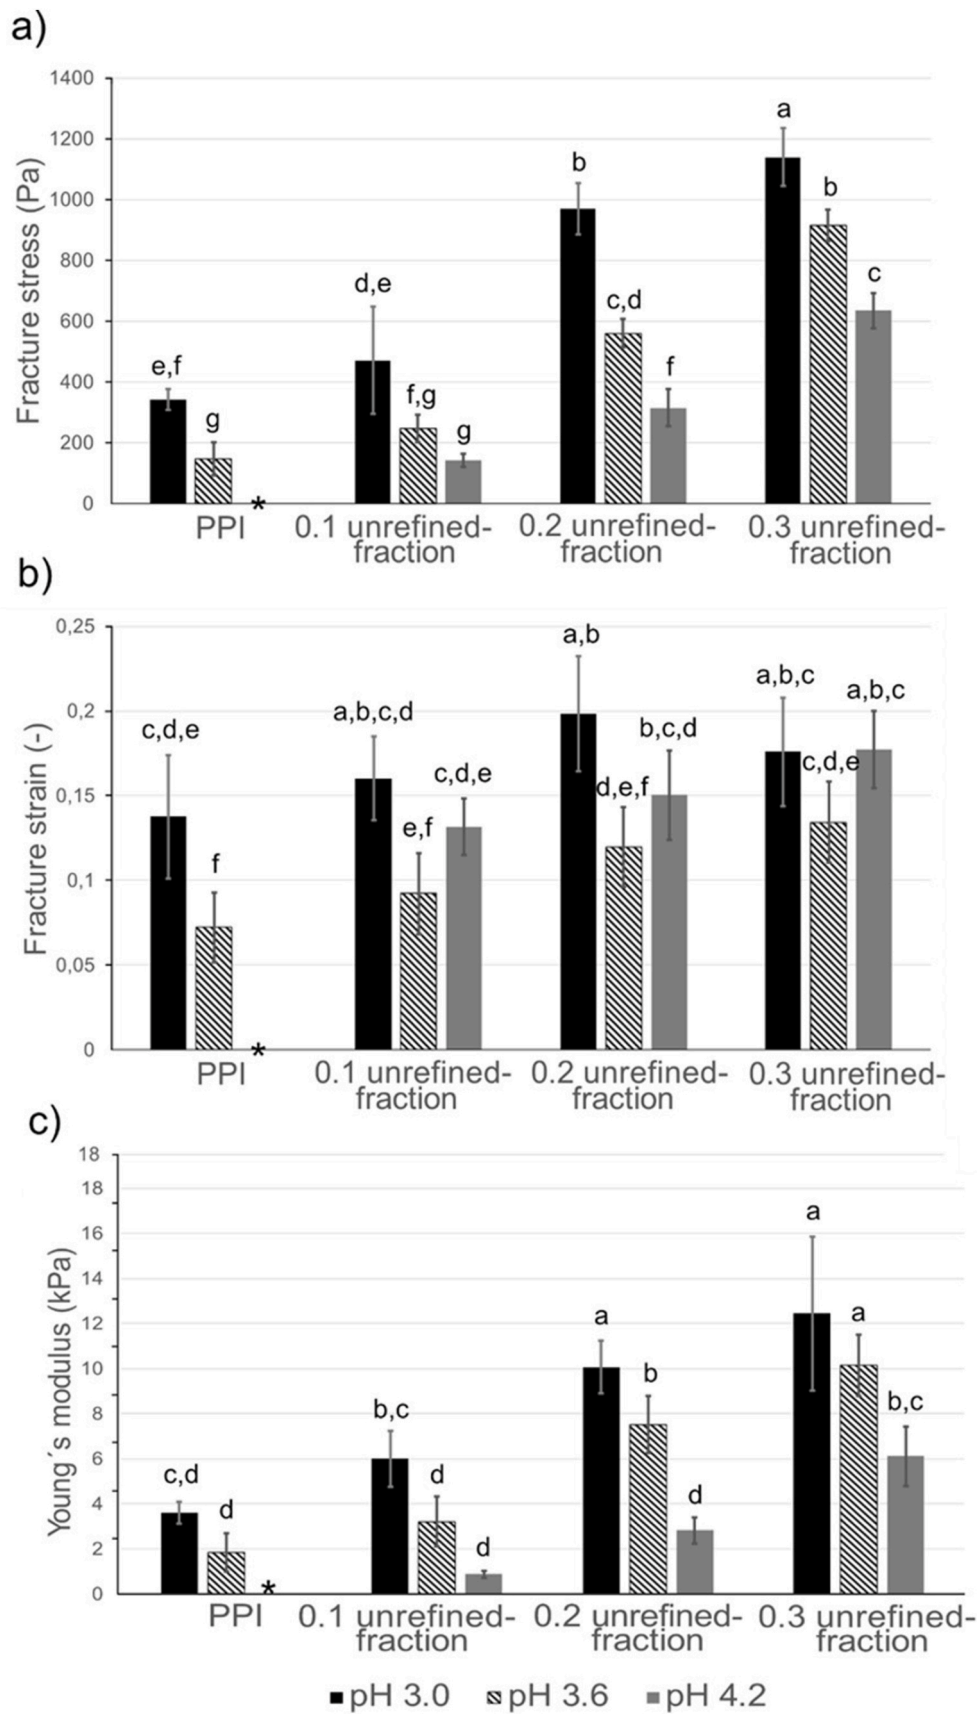 a)
1400
1200
1000
800
600
400
200
0
Fracture stress (Pa)
e,f
g
*
d,e
f,g
g
b
c,d
f
a
b
c
PPI
0.1 unrefined-
fraction
0.2 unrefined-
fraction
0.3 unrefined-
fraction
b)
0,25
0,2
0,15
0,1
0,05
0
Fracture strain (-)
c,d,e
f
*
a,b,c,d
e,f
c,d,e
a,b
d,e,f
b,c,d
a,b,c
c,d,e
a,b,c
PPI
0.1 unrefined-
fraction
0.2 unrefined-
fraction
0.3 unrefined-
fraction
c)
18
18
16
14
12
10
8
6
4
2
0
Young´s modulus (kPa)
c,d
d
*
b,c
d
d
a
b
d
a
a
b,c
PPI
0.1 unrefined-
fraction
0.2 unrefined-
fraction
0.3 unrefined-
fraction
pH 3.0 pH 3.6 pH 4.2